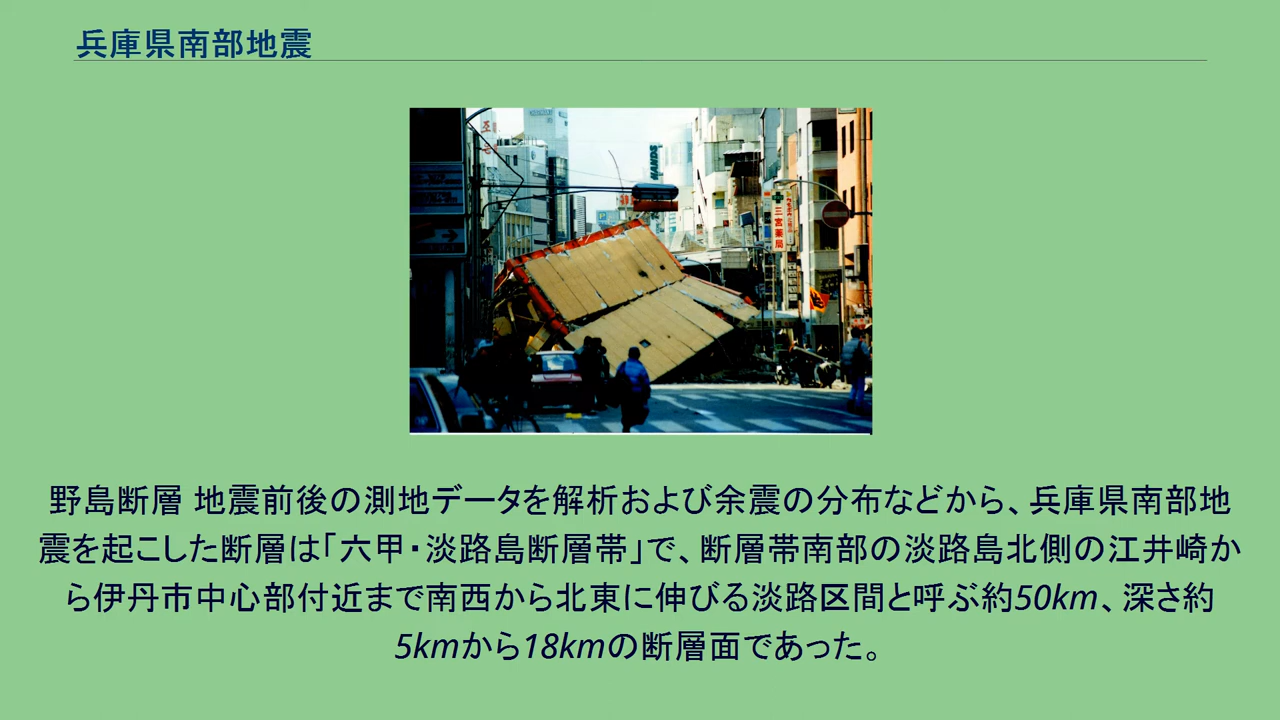 兵庫県南部地震
조
HANDS
三宮薬局
野島断層 地震前後の測地データを解析および余震の分布などから、兵庫県南部地
震を起こした断層は「六甲・淡路島断層帯」で、断層帯南部の淡路島北側の江井崎か
ら伊丹市中心部付近まで南西から北東に伸びる淡路区間と呼ぶ約50km、深さ約
5kmから18kmの断層面であった。